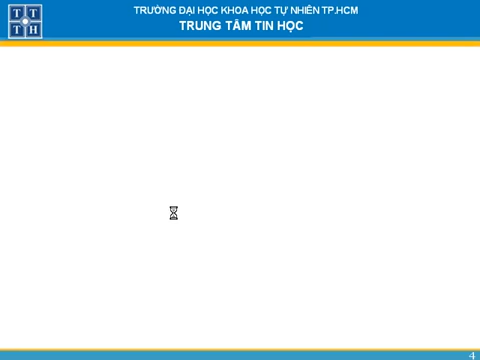 T T
T H
TRƯỜNG ĐẠI HỌC KHOA HỌC TỰ NHIÊN TP.HCM
TRUNG TÂM TIN HỌC
4